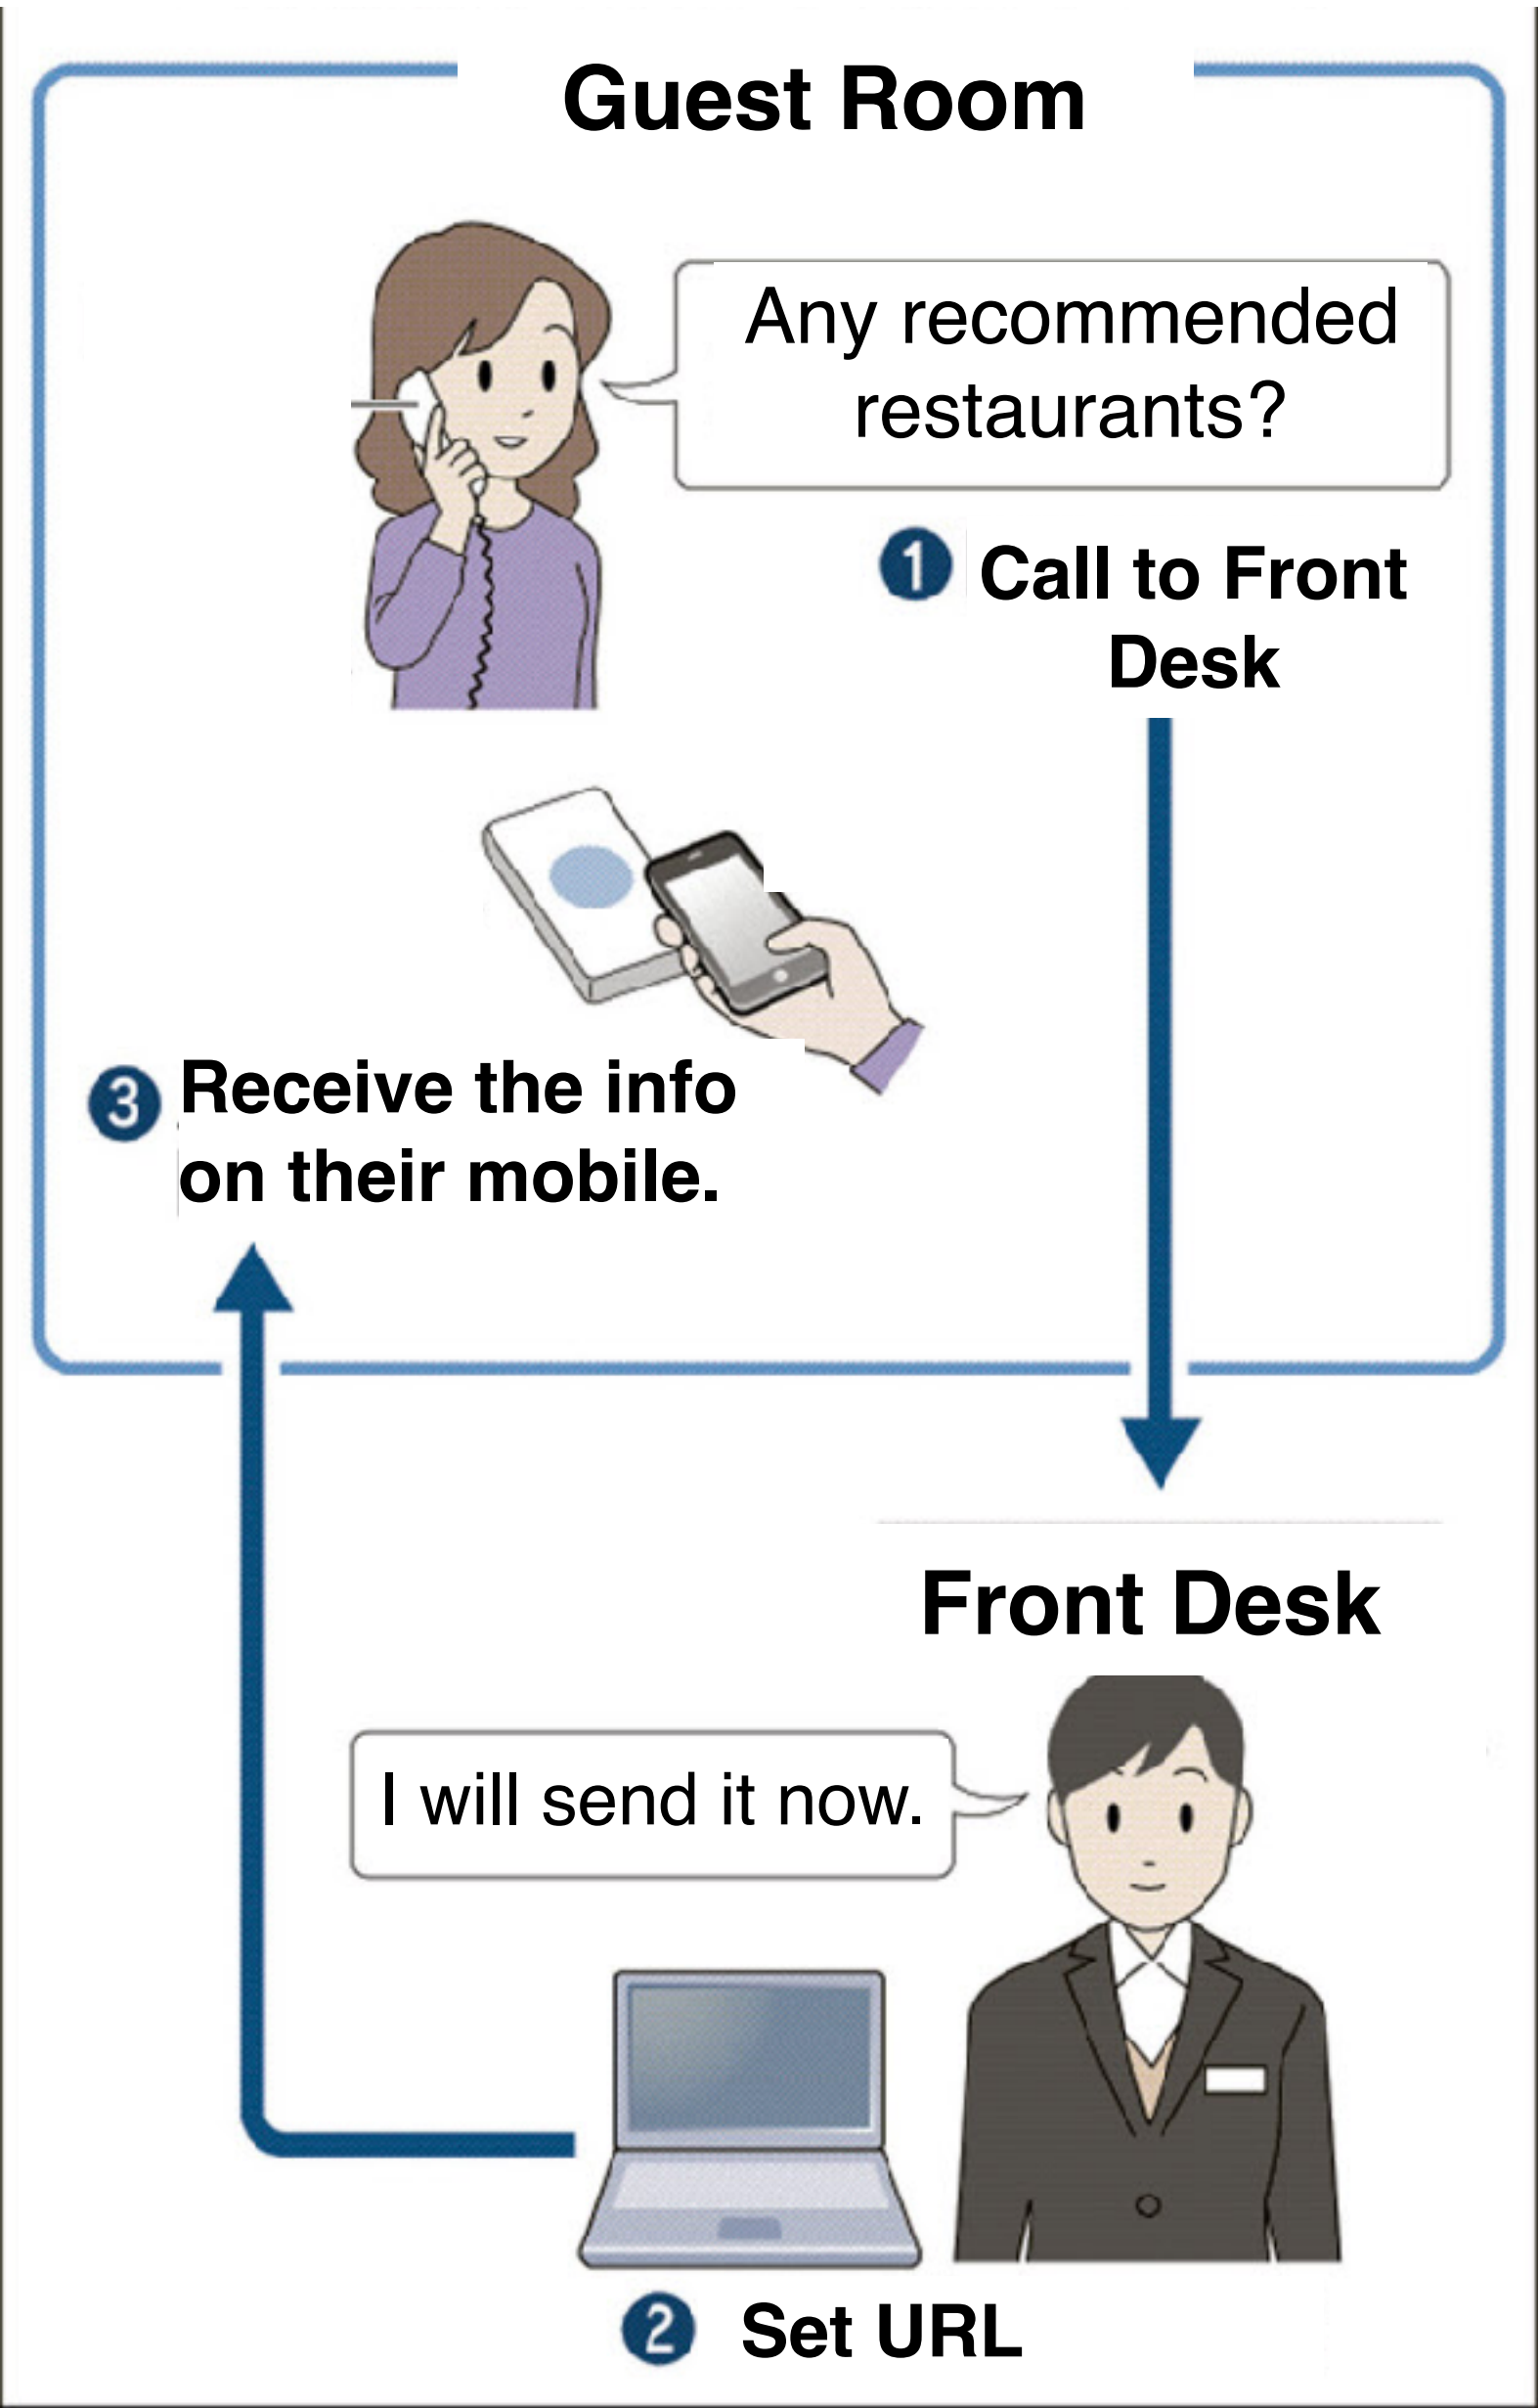 Guest Room
Any recommended
restaurants?
1 Call to Front
Desk
3 Receive the info
on their mobile.
Front Desk
I will send it now.
2 Set URL